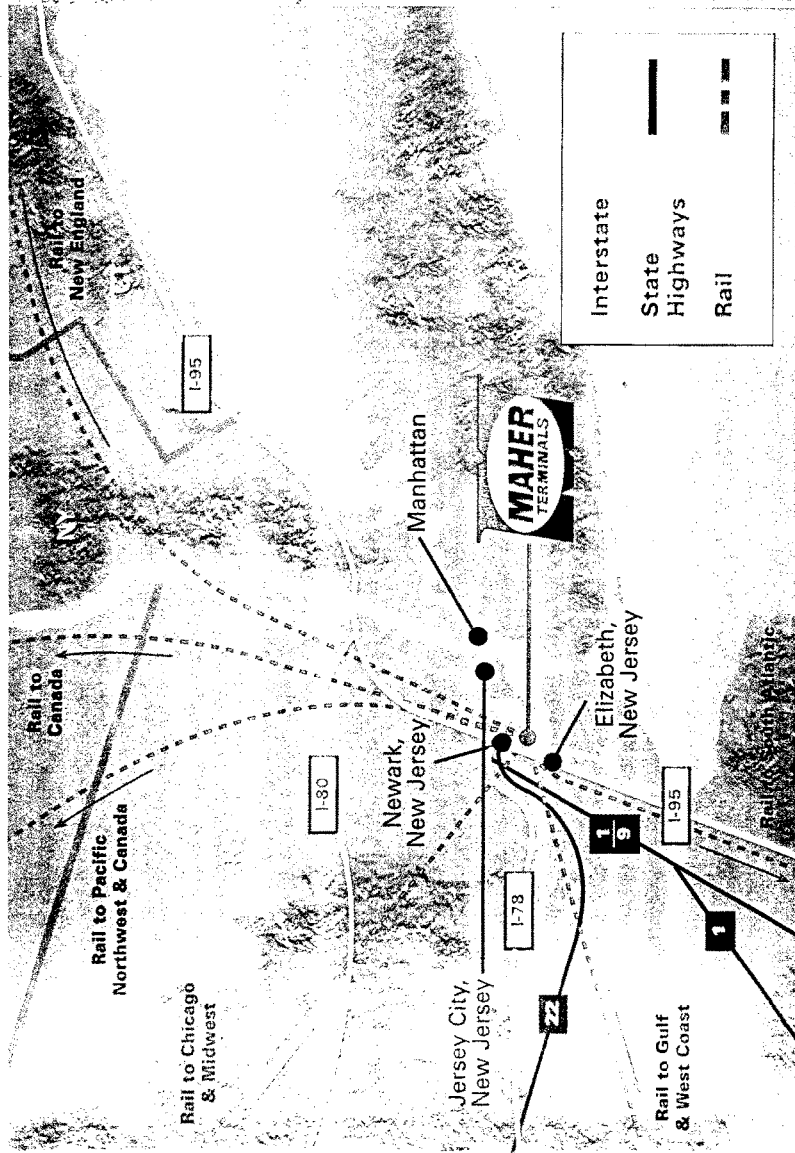 Rail to
New England
I-95
NY
Rail to
Canada
Rail to Pacific
Northwest & Canada
I-80
Rail to Chicago
& Midwest
Manhattan
Newark,
New Jersey
Jersey City,
New Jersey
MAHER
TERMINALS
Elizabeth,
New Jersey
I-78
22
1
9
1
I-95
Rail to South Atlantic
Rail to Gulf
& West Coast
Interstate
State
Highways
Rail